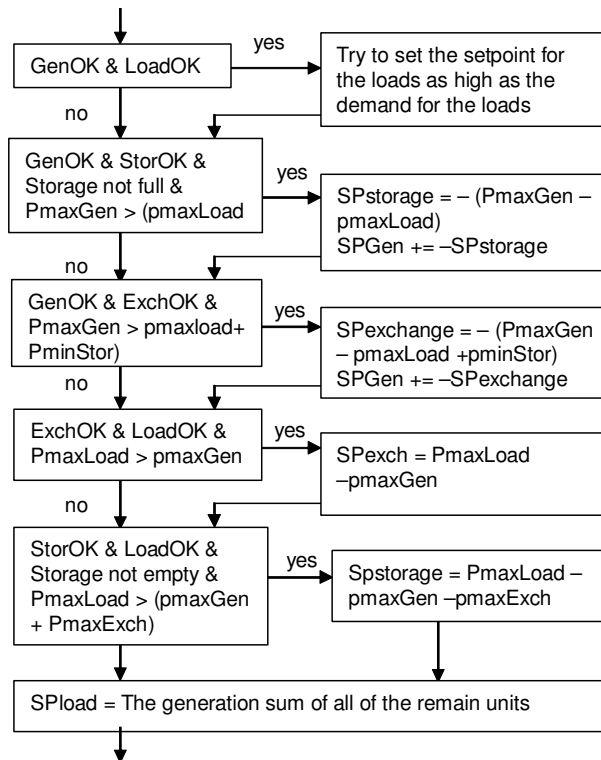 GenOK & LoadOK
yes
Try to set the setpoint for
the loads as high as the
demand for the loads
no
GenOK & StorOK &
Storage not full &
PmaxGen > (pmaxLoad
yes
SPstorage = – (PmaxGen –
pmaxLoad)
SPGen += –SPstorage
no
GenOK & ExchOK &
PmaxGen > pmaxload+
PminStor)
yes
SPexchange = – (PmaxGen
– pmaxLoad +pminStor)
SPGen += –SPexchange
no
ExchOK & LoadOK &
PmaxLoad > pmaxGen
yes
SPexch = PmaxLoad
–pmaxGen
no
StorOK & LoadOK &
Storage not empty &
PmaxLoad > (pmaxGen
+ PmaxExch)
yes
Spstorage = PmaxLoad –
pmaxGen –pmaxExch
SPload = The generation sum of all of the remain units